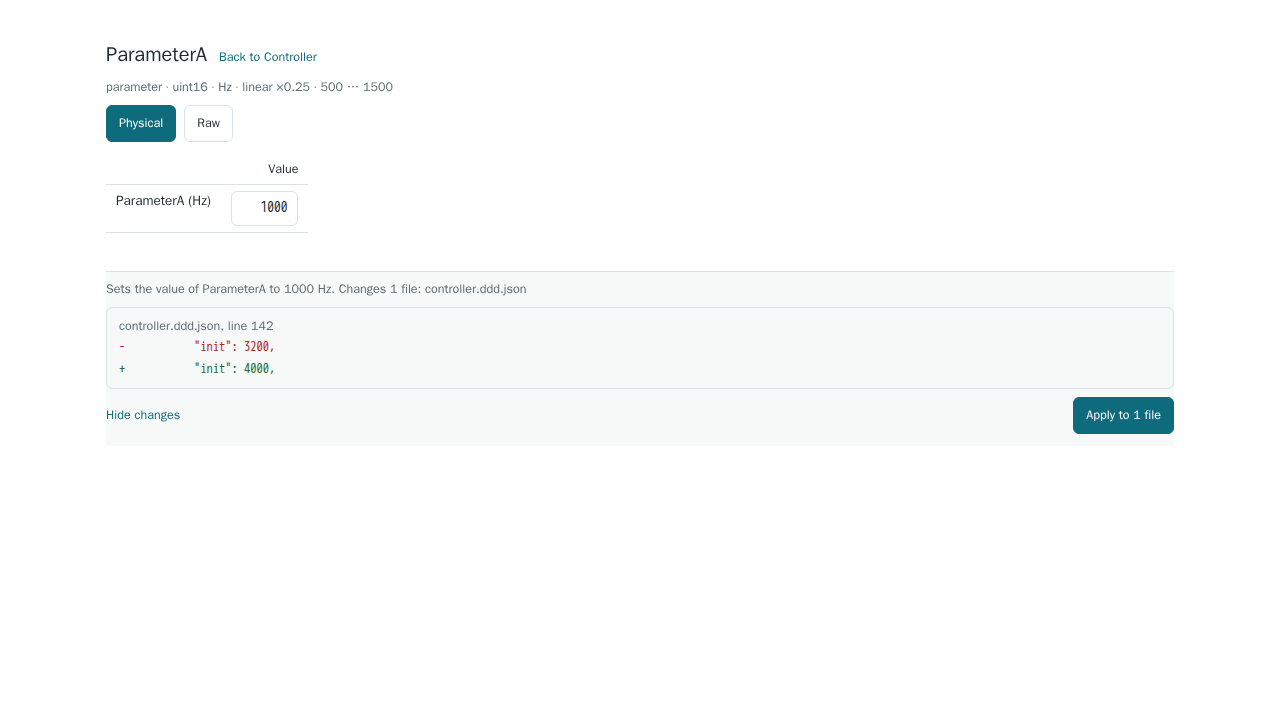 ParameterA Back to Controller
parameter · uint16 · Hz · linear ×0.25 · 500 ··· 1500
Physical Raw
Value
ParameterA (Hz) 1000
Sets the value of ParameterA to 1000 Hz. Changes 1 file: controller.ddd.json
controller.ddd.json, line 142
- "init": 3200,
+ "init": 4000,
Hide changes Apply to 1 file